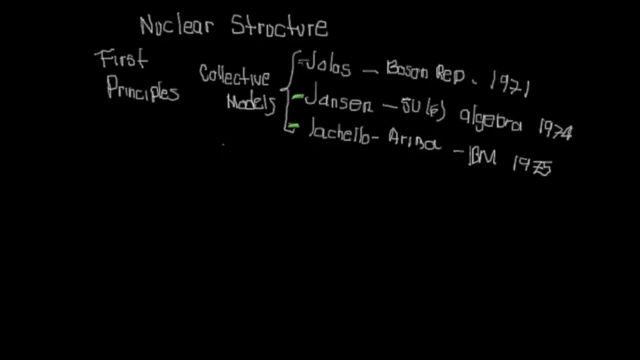 Nuclear Structure
First Principles
Collective Models
Jolos - Boson Rep. 1971
Jansen - SU(6) algebra 1974
Iachello - Arima - IBM 1975